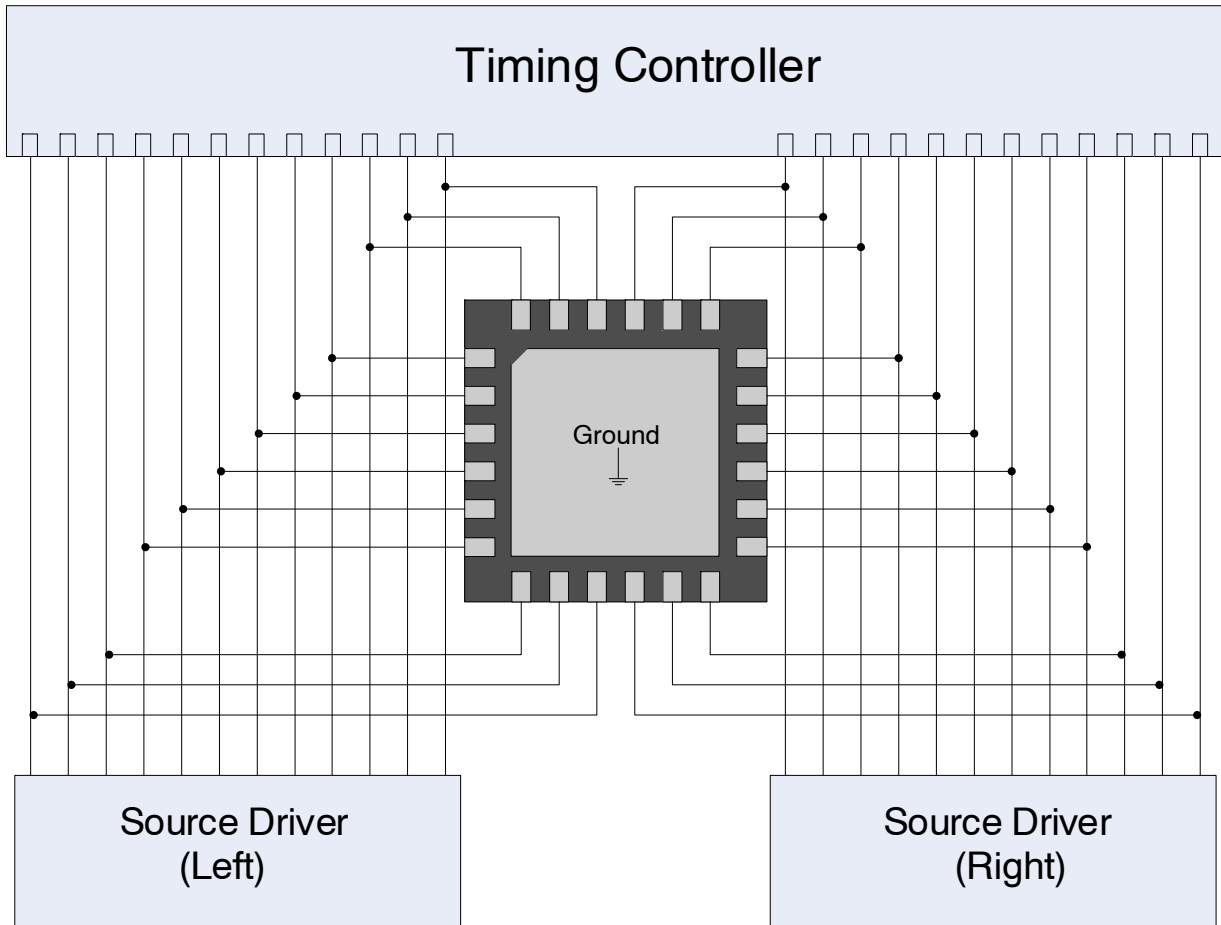 Timing Controller
Ground
Source Driver
(Left)
Source Driver
(Right)